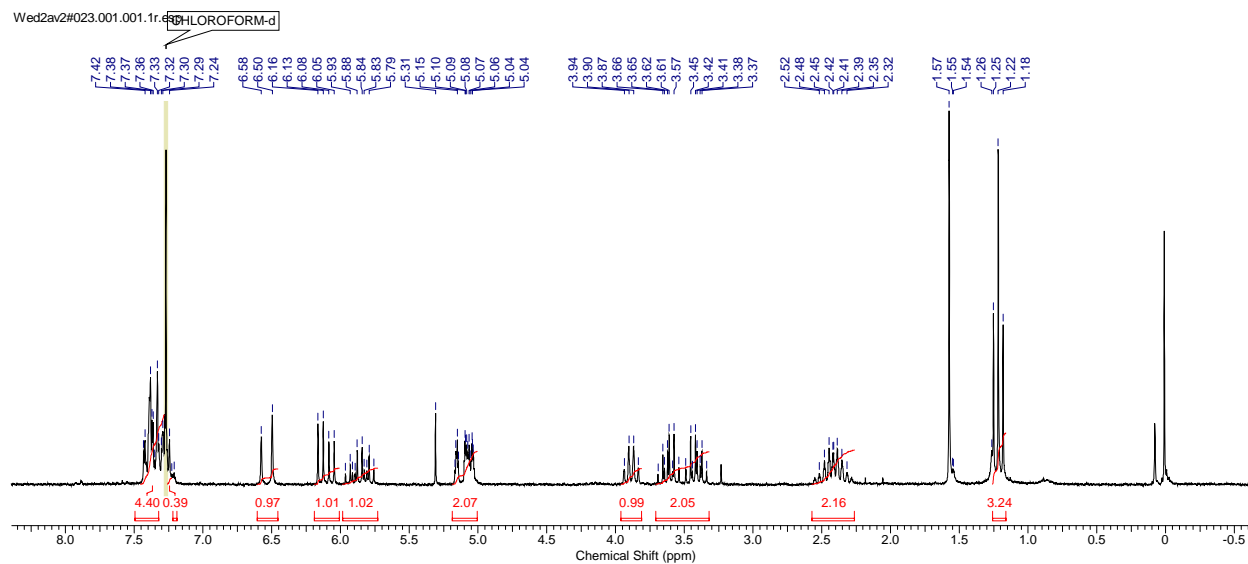 Wed2av2#023.001.001.1r.esp
CHLOROFORM-d
7.42 7.38 7.37 7.36 7.33 7.32 7.30 7.29 7.24 6.58 6.50 6.16 6.13 6.08 6.05 5.93 5.88 5.84 5.83 5.79 5.31 5.15 5.10 5.09 5.08 5.07 5.06 5.04 5.04 3.94 3.90 3.87 3.66 3.65 3.62 3.61 3.57 3.45 3.42 3.41 3.38 3.37 2.52 2.48 2.45 2.42 2.41 2.39 2.35 2.32 1.57 1.55 1.54 1.26 1.25 1.22 1.18
4.40 0.39 0.97 1.01 1.02 2.07 0.99 2.05 2.16 3.24
8.0 7.5 7.0 6.5 6.0 5.5 5.0 4.5 4.0 3.5 3.0 2.5 2.0 1.5 1.0 0.5 0 -0.5
Chemical Shift (ppm)